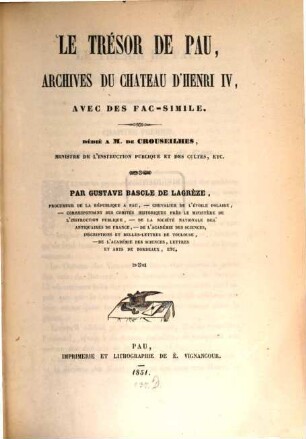 LE TRÉSOR DE PAU,
ARCHIVES DU CHATEAU D'HENRI IV,
AVEC DES FAC-SIMILE.
DÉDIÉ A M. DE CROUSEILHES,
MINISTRE DE L'INSTRUCTION PUBLIQUE ET DES CULTES, ETC.
PAR GUSTAVE BASCLE DE LAGRÈZE,
PROCUREUR DE LA RÉPUBLIQUE A PAU, — CHEVALIER DE L'ÉTOILE POLAIRE,
— CORRESPONDANT DES COMITÉS HISTORIQUES PRÈS LE MINISTÈRE DE
L'INSTRUCTION PUBLIQUE, — DE LA SOCIÉTÉ NATIONALE DES
ANTIQUAIRES DE FRANCE, — DE L'ACADÉMIE DES SCIENCES,
INSCRIPTIONS ET BELLES-LETTRES DE TOULOUSE,
— DE L'ACADÉMIE DES SCIENCES, LETTRES
ET ARTS DE BORDEAUX, ETC,
PAU,
IMPRIMERIE ET LITHOGRAPHIE DE É. VIGNANCOUR.
1851.